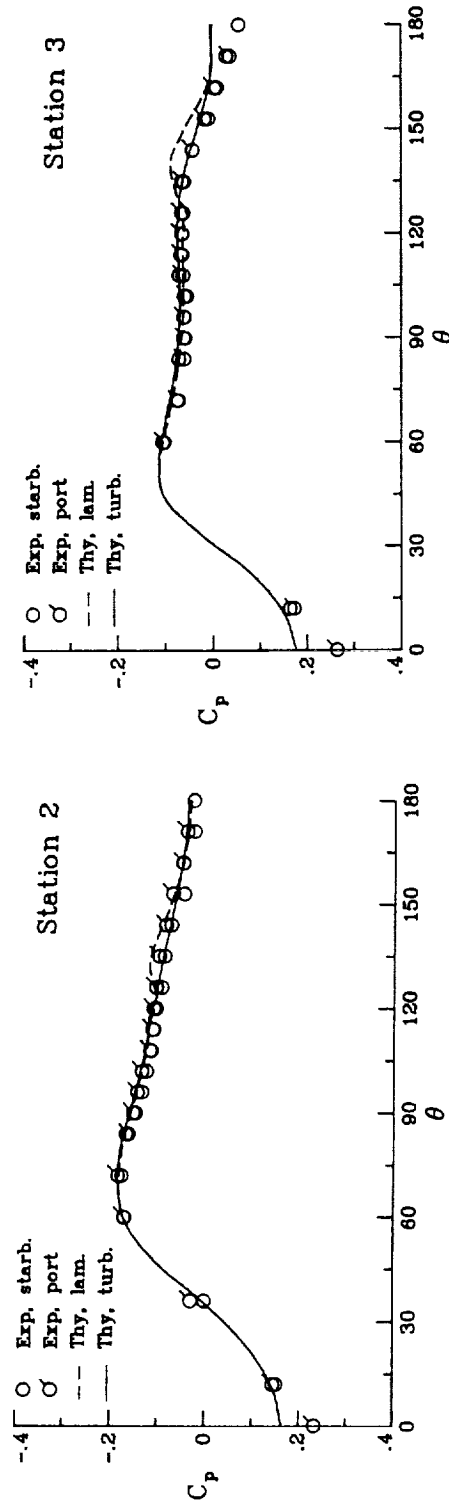 Station 2
Exp, starb.
Exp, port
Thy, lam.
Thy, turb.
-.4
-.2
0
.2
.4
C_p
0
30
60
90
120
150
180
θ
Station 3
Exp, starb.
Exp, port
Thy, lam.
Thy, turb.
-.4
-.2
0
.2
.4
C_p
0
30
60
90
120
150
180
θ